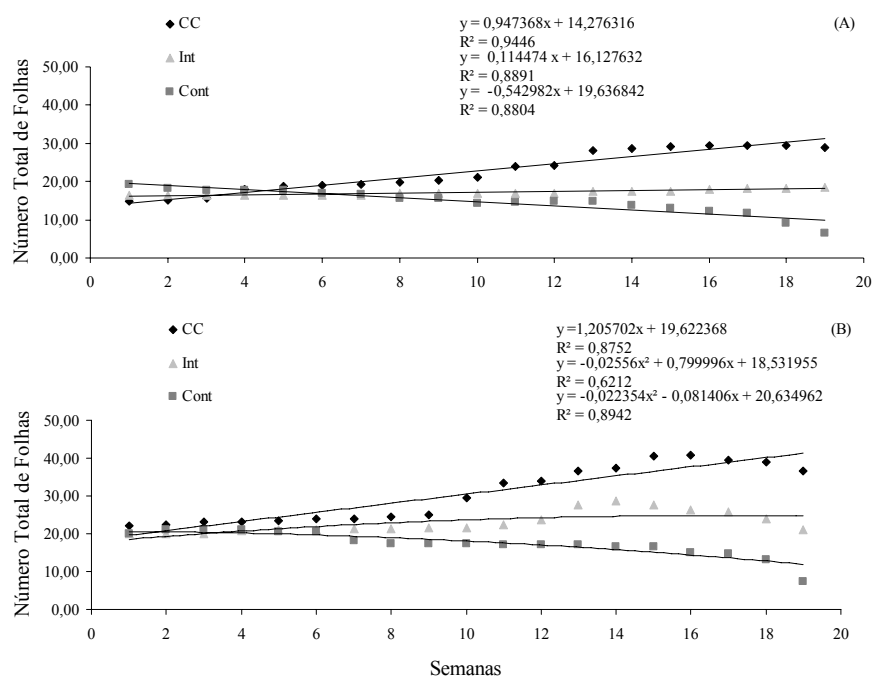 CC
Int
Cont
y = 0,947368x + 14,276316
R² = 0,9446
y = 0,114474 x + 16,127632
R² = 0,8891
y = -0,542982x + 19,636842
R² = 0,8804
(A)
Número Total de Folhas
50,00
40,00
30,00
20,00
10,00
0,00
0 2 4 6 8 10 12 14 16 18 20
CC
Int
Cont
y =1,205702x + 19,622368
R² = 0,8752
y = -0,02556x² + 0,799996x + 18,531955
R² = 0,6212
y = -0,022354x² - 0,081406x + 20,634962
R² = 0,8942
(B)
Número Total de Folhas
50,00
40,00
30,00
20,00
10,00
0,00
0 2 4 6 8 10 12 14 16 18 20
Semanas